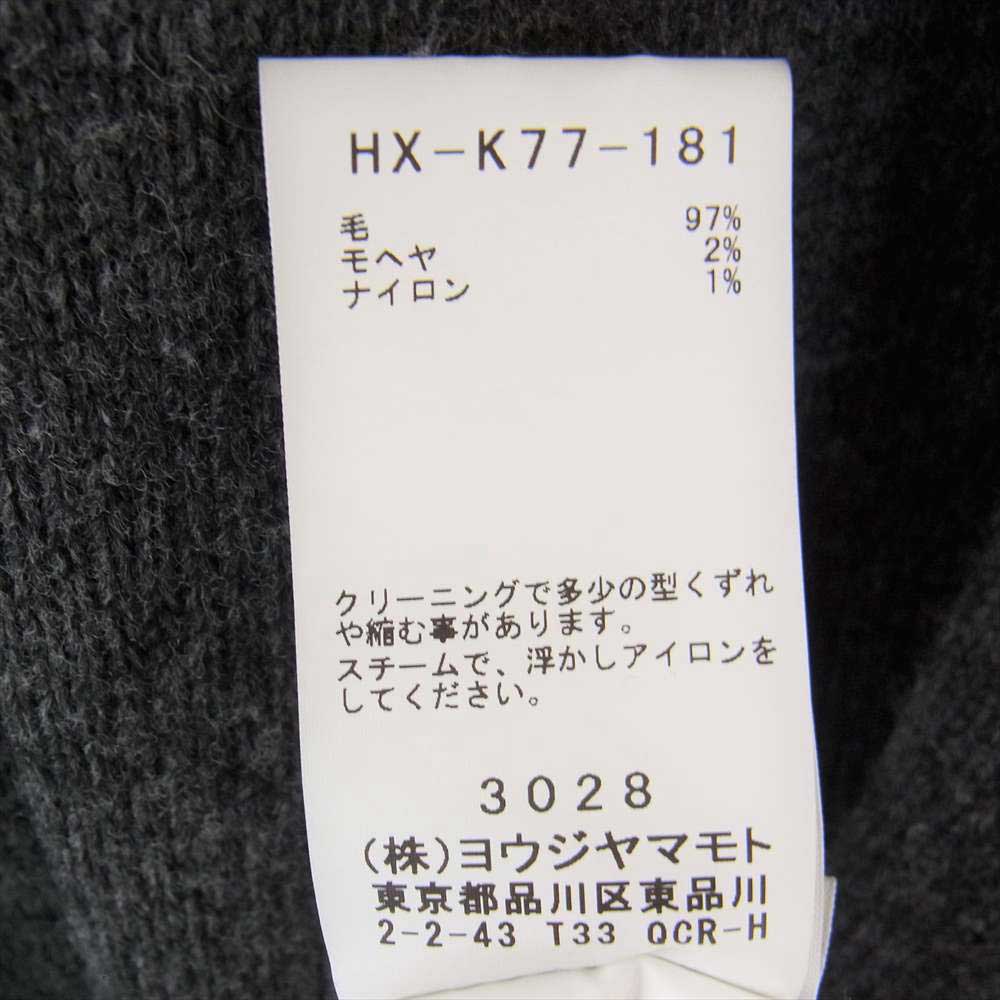 HX-K77-181
毛 97%
モヘヤ 2%
ナイロン 1%
クリーニングで多少の型くずれ
や縮む事があります。
スチームで、浮かしアイロンを
してください。
3028
(株)ヨウジヤマモト
東京都品川区東品川
2-2-43 T33 QCR-H